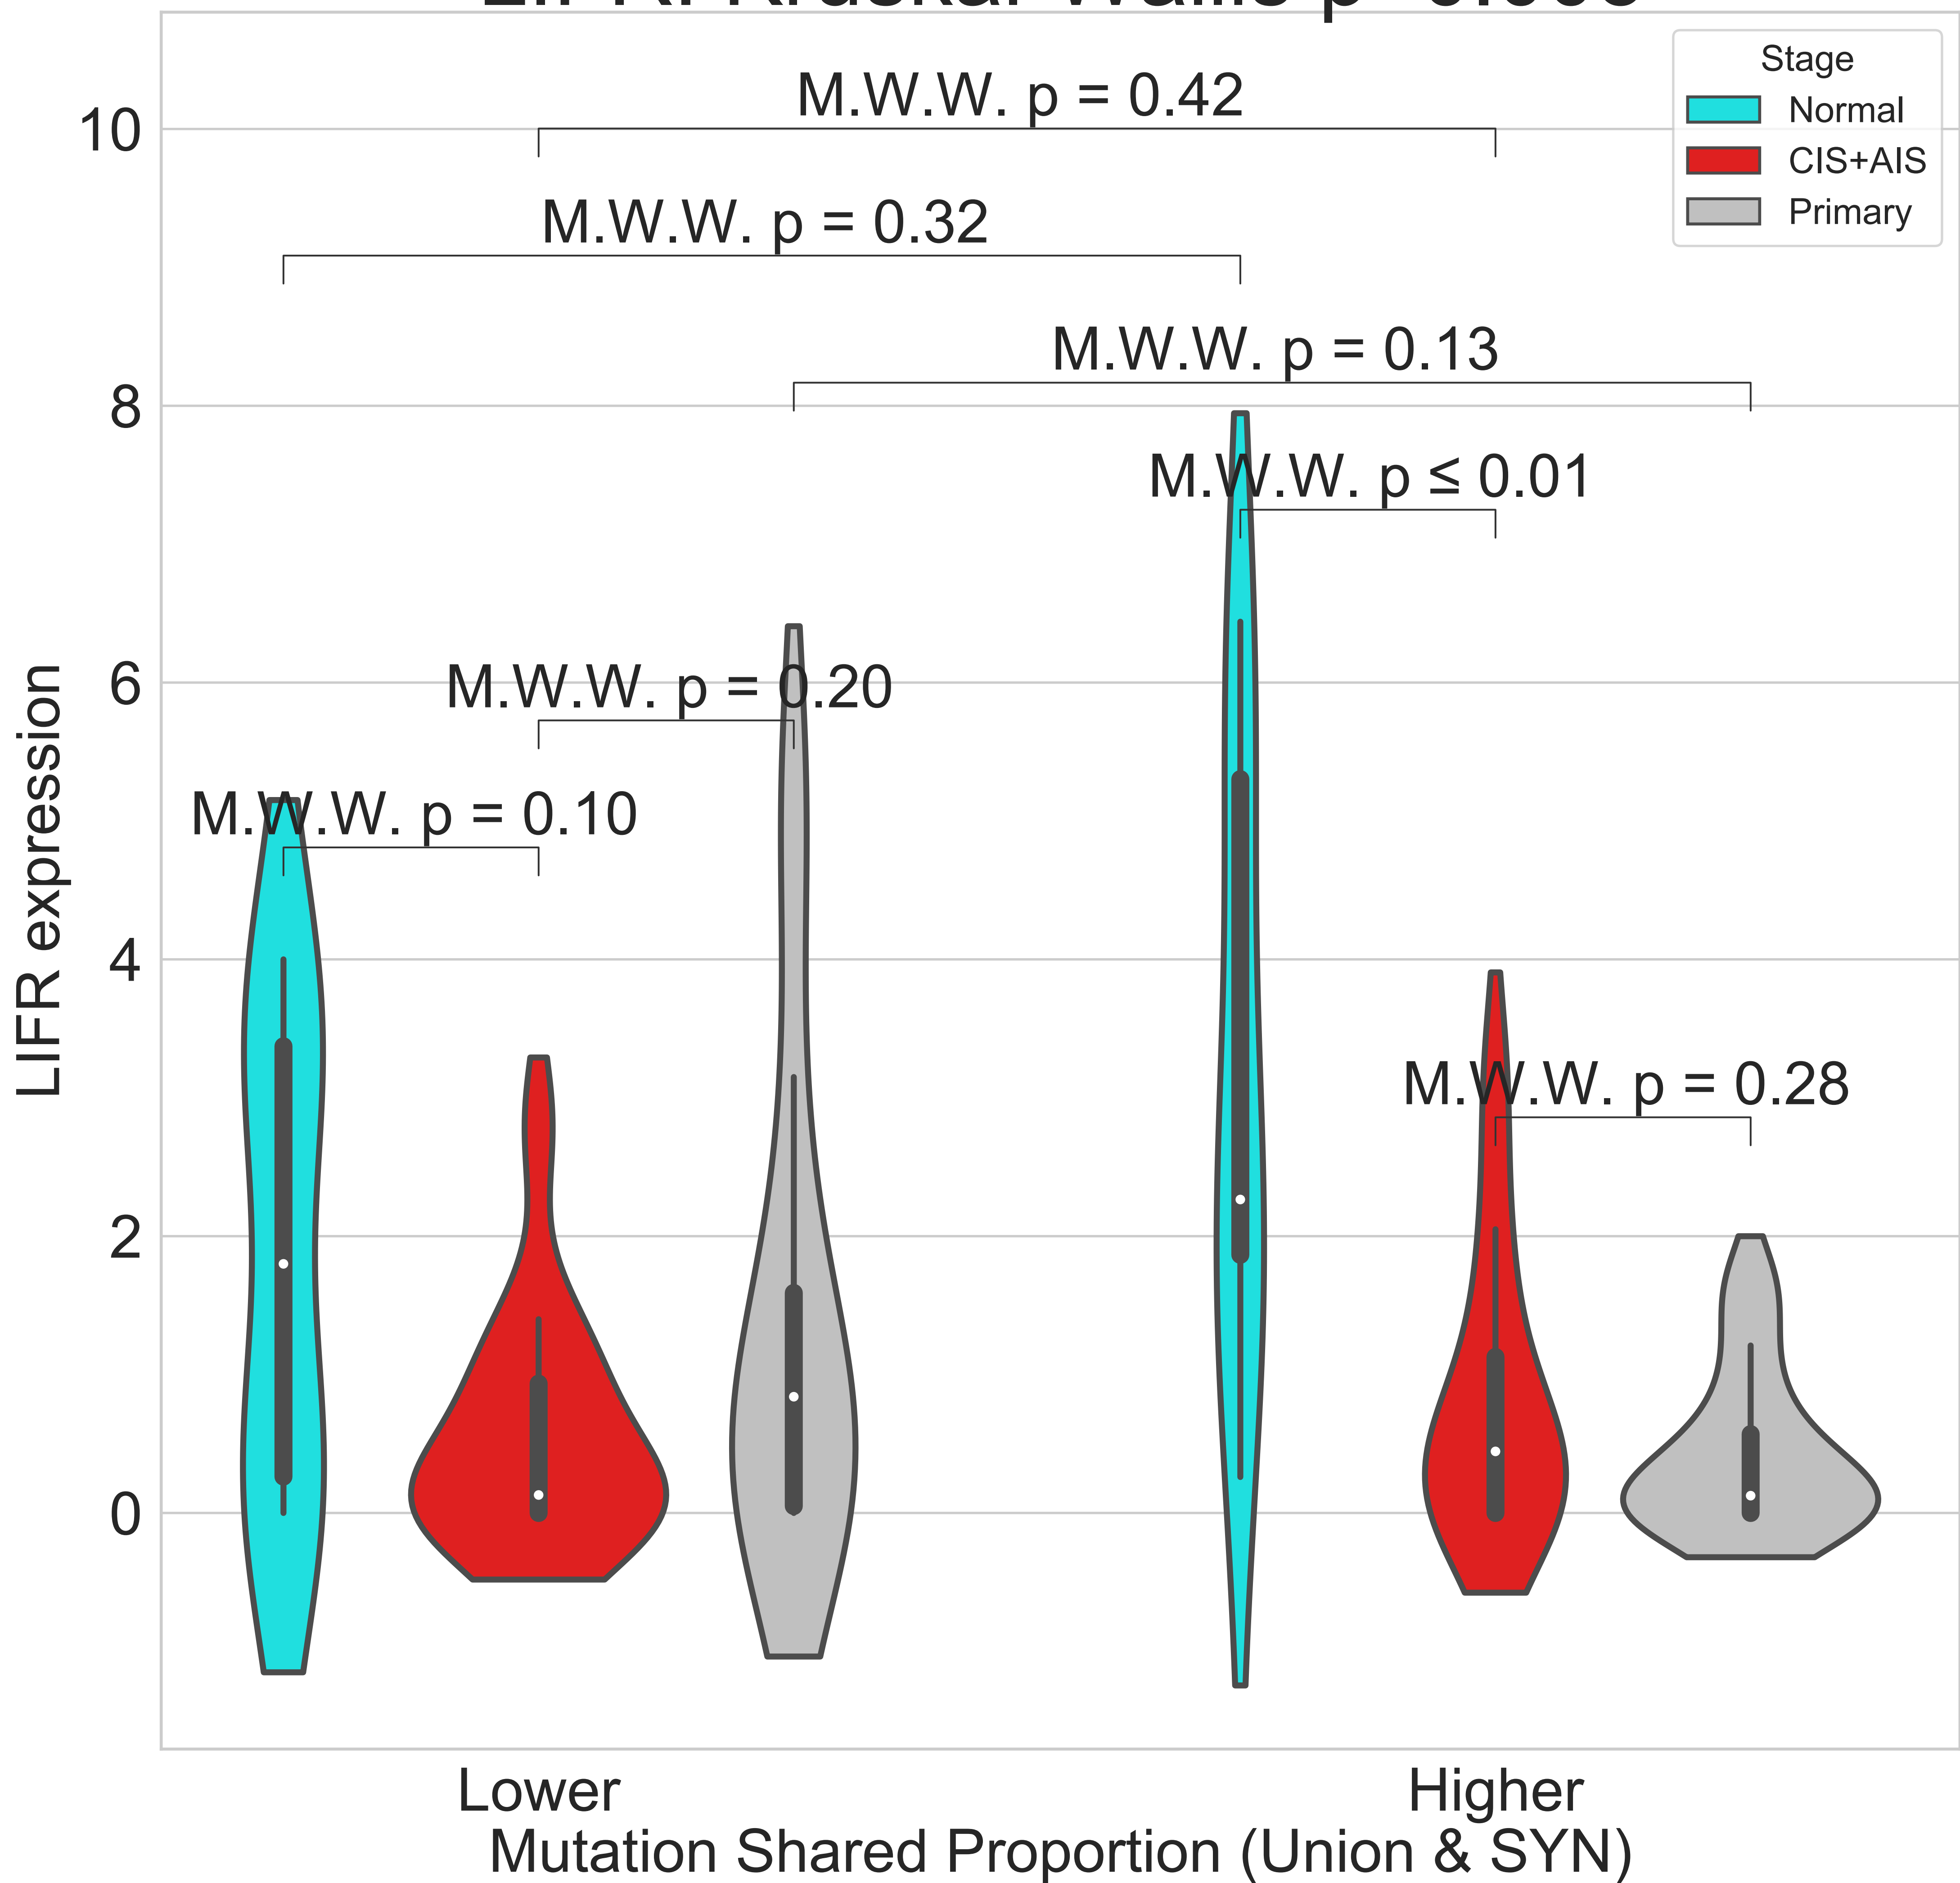 Stage
Normal
CIS+AIS
Primary
M.W.W. p = 0.42
M.W.W. p = 0.32
M.W.W. p = 0.13
M.W.W. p ≤ 0.01
M.W.W. p = 0.20
M.W.W. p = 0.10
M.W.W. p = 0.28
10
8
6
4
2
0
LIFR expression
Lower
Higher
Mutation Shared Proportion (Union & SYN)